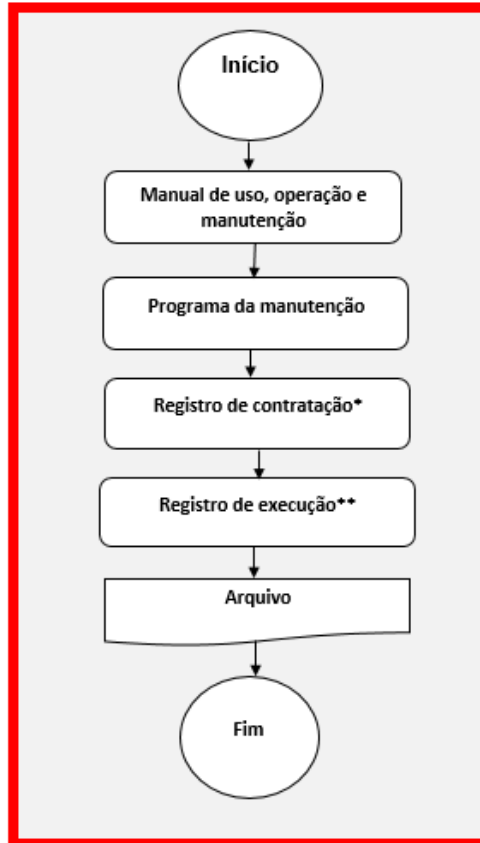 Início
Manual de uso, operação e
manutenção
Programa da manutenção
Registro de contratação*
Registro de execução**
Arquivo
Fim